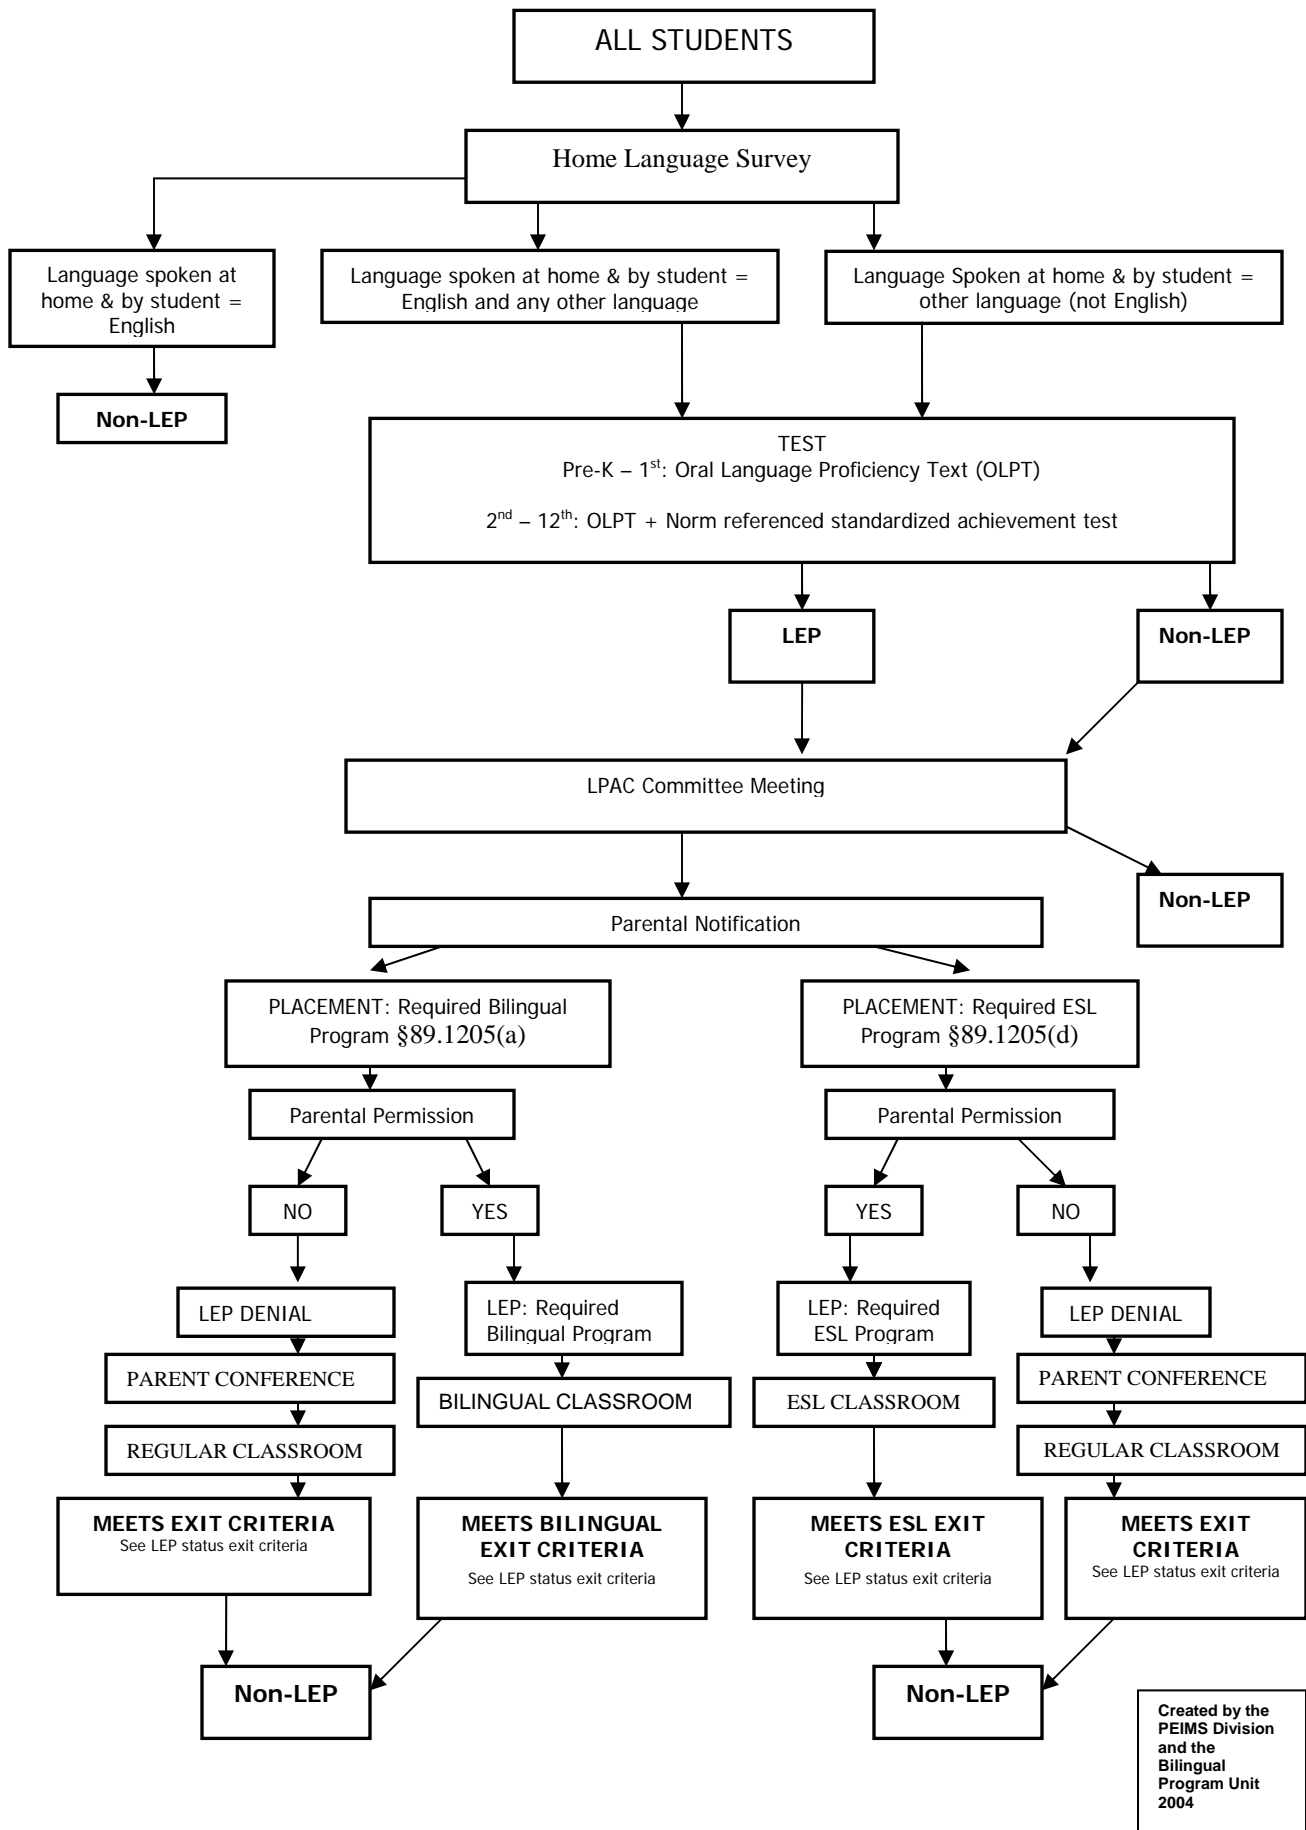 ALL STUDENTS
Home Language Survey
Language spoken at
home & by student =
English
Language spoken at home & by student =
English and any other language
Language Spoken at home & by student =
other language (not English)
Non-LEP
TEST
Pre-K – 1st: Oral Language Proficiency Text (OLPT)
2nd – 12th: OLPT + Norm referenced standardized achievement test
LEP
Non-LEP
LPAC Committee Meeting
Non-LEP
Parental Notification
PLACEMENT: Required Bilingual
Program §89.1205(a)
PLACEMENT: Required ESL
Program §89.1205(d)
Parental Permission
Parental Permission
NO
YES
YES
NO
LEP DENIAL
LEP: Required
Bilingual Program
LEP: Required
ESL Program
LEP DENIAL
PARENT CONFERENCE
BILINGUAL CLASSROOM
ESL CLASSROOM
PARENT CONFERENCE
REGULAR CLASSROOM
REGULAR CLASSROOM
MEETS EXIT CRITERIA
See LEP status exit criteria
MEETS BILINGUAL
EXIT CRITERIA
See LEP status exit criteria
MEETS ESL EXIT
CRITERIA
See LEP status exit criteria
MEETS EXIT
CRITERIA
See LEP status exit criteria
Non-LEP
Non-LEP
Created by the
PEIMS Division
and the
Bilingual
Program Unit
2004